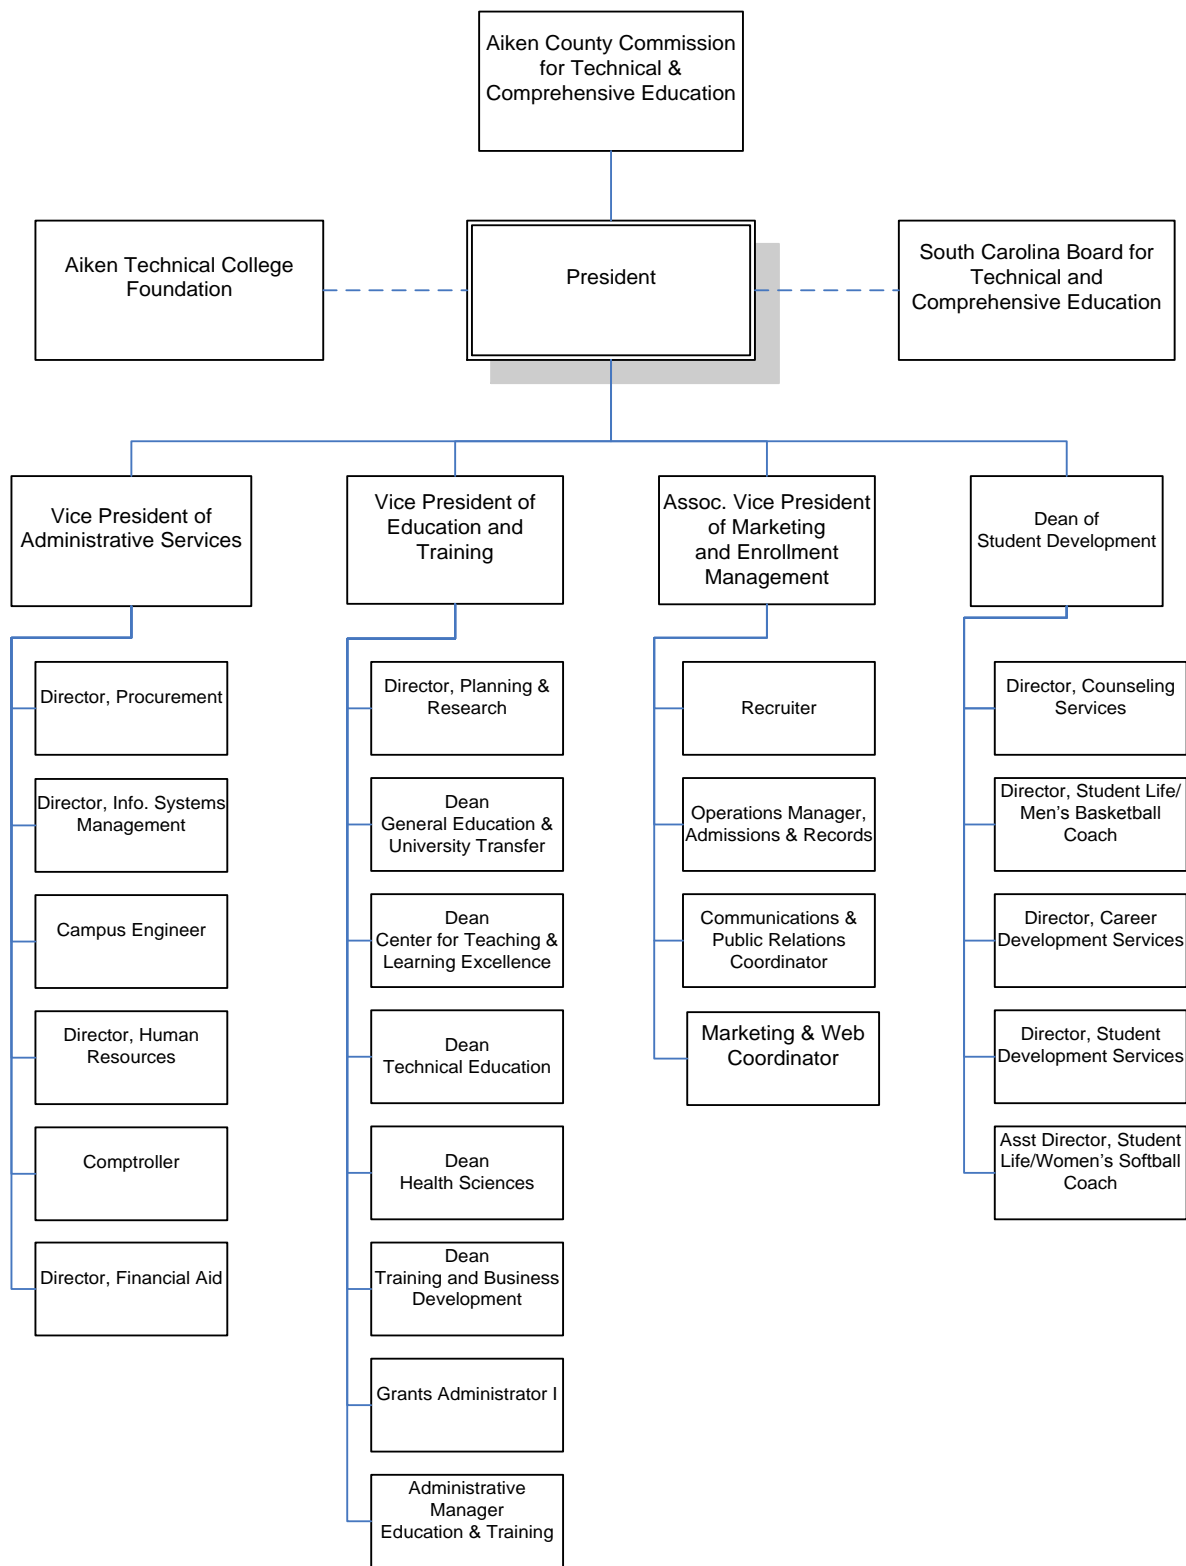 Aiken County Commission
for Technical &
Comprehensive Education
Aiken Technical College
Foundation
President
South Carolina Board for
Technical and
Comprehensive Education
Vice President of
Administrative Services
Vice President of
Education and
Training
Assoc. Vice President
of Marketing
and Enrollment
Management
Dean of
Student Development
Director, Procurement
Director, Info. Systems
Management
Campus Engineer
Director, Human
Resources
Comptroller
Director, Financial Aid
Director, Planning &
Research
Dean
General Education &
University Transfer
Dean
Center for Teaching &
Learning Excellence
Dean
Technical Education
Dean
Health Sciences
Dean
Training and Business
Development
Grants Administrator I
Administrative
Manager
Education & Training
Recruiter
Operations Manager,
Admissions & Records
Communications &
Public Relations
Coordinator
Marketing & Web
Coordinator
Director, Counseling
Services
Director, Student Life/
Men's Basketball
Coach
Director, Career
Development Services
Director, Student
Development Services
Asst Director, Student
Life/Women's Softball
Coach